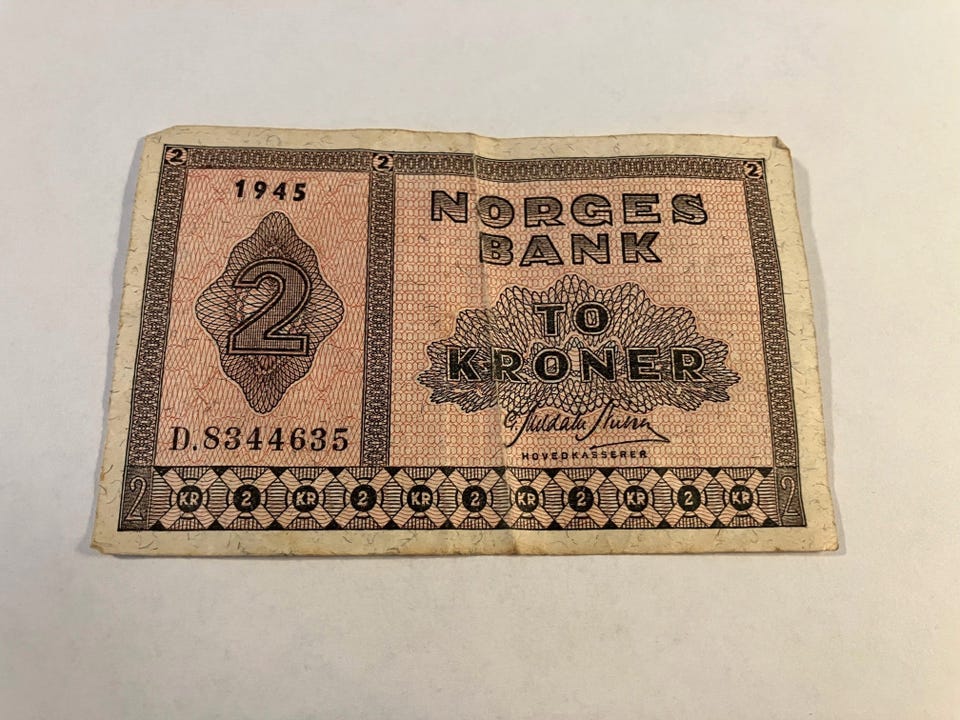 2 2 2
1945
NORGES
BANK
2
TO
KRONER
D.8344635
HOVEDKASSERER
2 KR 2 KR 2 KR 2 KR 2 KR 2 KR 2